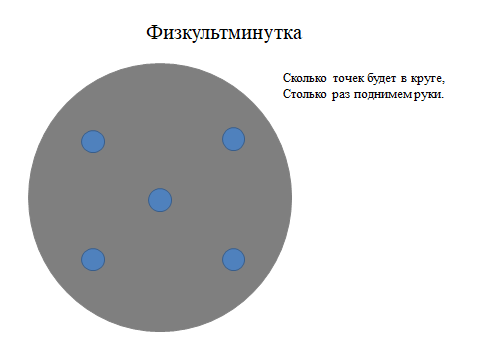 Физкультминутка
Сколько точек будет в круге,
Столько раз поднимем руки.